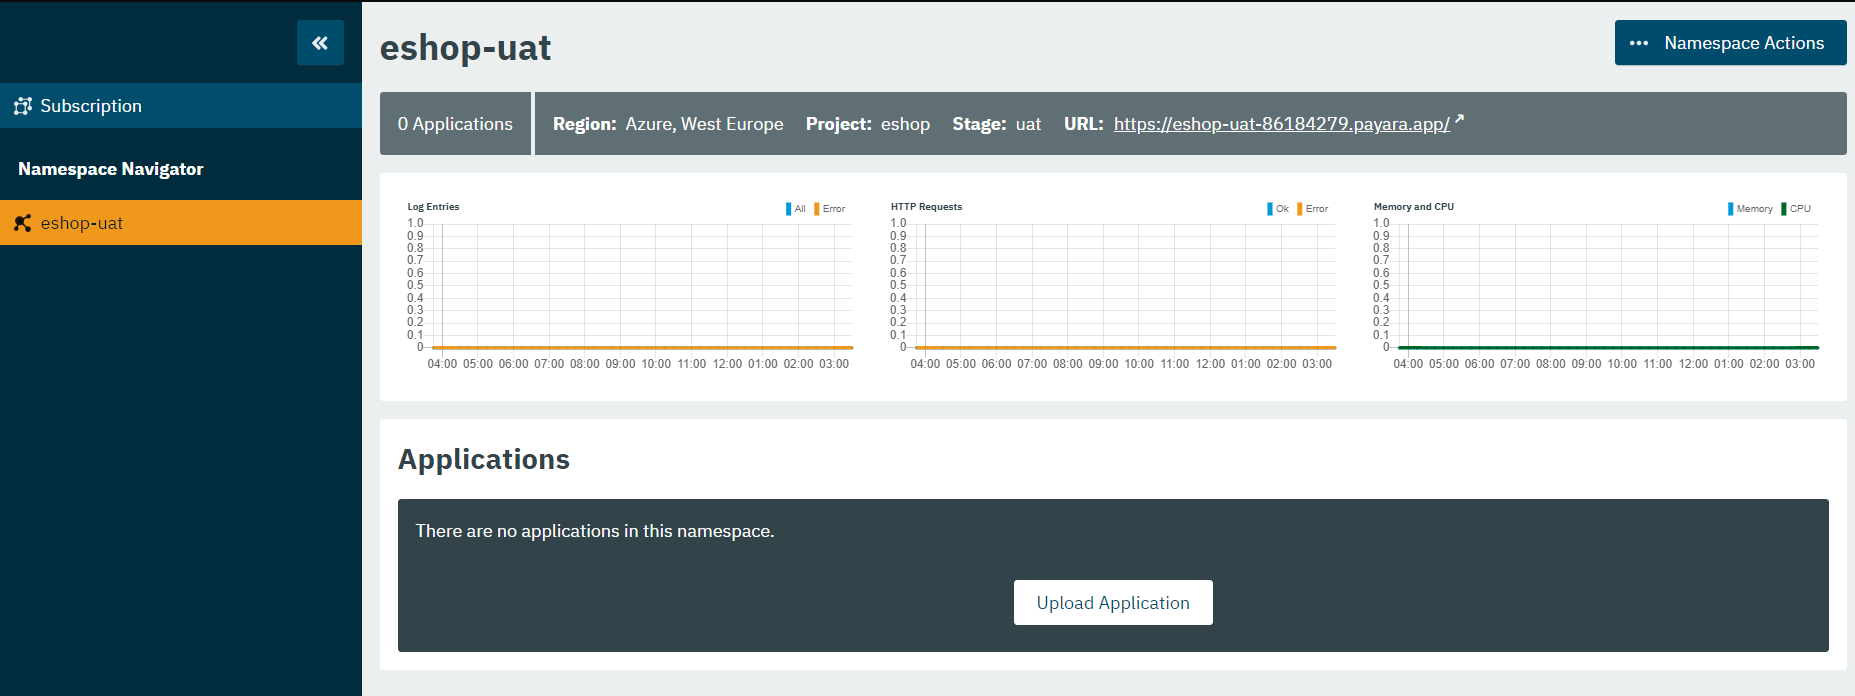 «
Subscription
Namespace Navigator
eshop-uat
eshop-uat
••• Namespace Actions
0 Applications
Region: Azure, West Europe Project: eshop Stage: uat URL: https://eshop-uat-86184279.payara.app/
Log Entries
All Error
1.0
0.9
0.8
0.7
0.6
0.5
0.4
0.3
0.2
0.1
0
04:00 05:00 06:00 07:00 08:00 09:00 10:00 11:00 12:00 01:00 02:00 03:00
HTTP Requests
Ok Error
1.0
0.9
0.8
0.7
0.6
0.5
0.4
0.3
0.2
0.1
0
04:00 05:00 06:00 07:00 08:00 09:00 10:00 11:00 12:00 01:00 02:00 03:00
Memory and CPU
Memory CPU
1.0
0.9
0.8
0.7
0.6
0.5
0.4
0.3
0.2
0.1
0
04:00 05:00 06:00 07:00 08:00 09:00 10:00 11:00 12:00 01:00 02:00 03:00
Applications
There are no applications in this namespace.
Upload Application